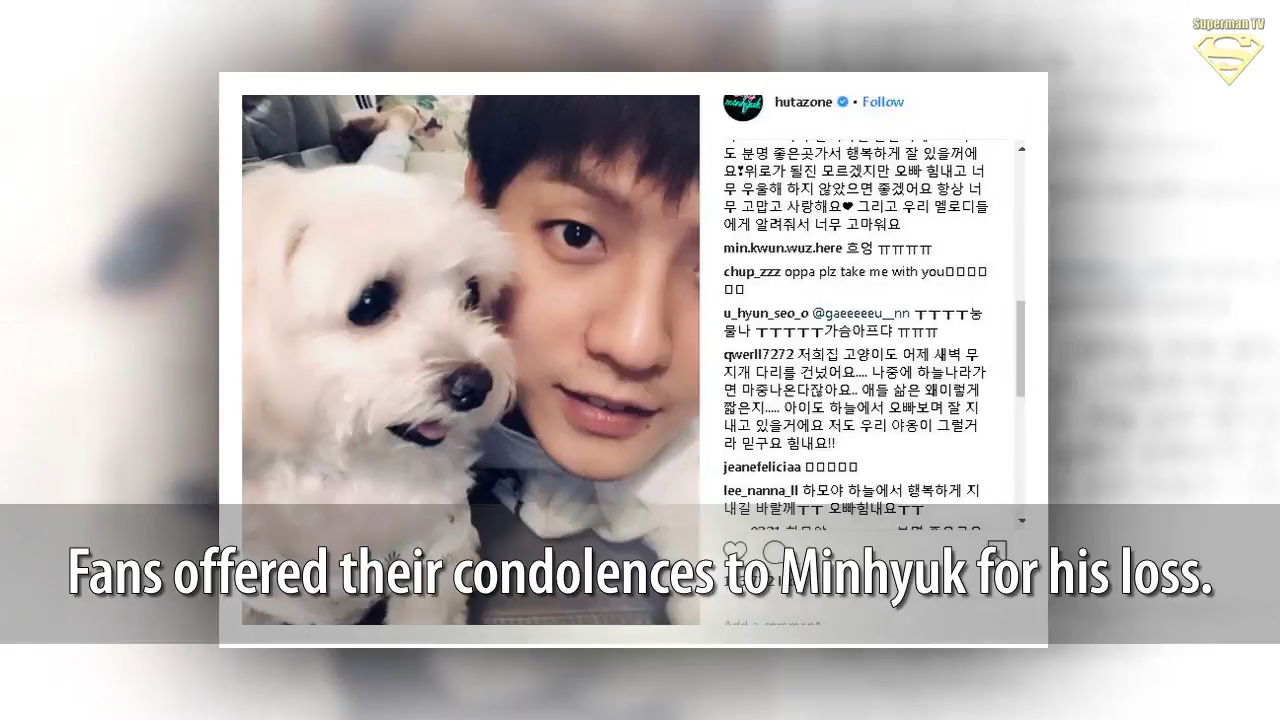 Superman TV
minhyuk
hutazone • Follow
도 분명 좋은곳가서 행복하게 잘 있을꺼에
요❣위로가 될진 모르겠지만 오빠 힘내고 너
무 우울해 하지 않았으면 좋겠어요 항상 너
무 고맙고 사랑해요❤ 그리고 우리 멜로디들
에게 알려줘서 너무 고마워요
min.kwun.wuz.here 흐엉 ㅠㅠㅠㅠ
chup_zzz oppa plz take me with you□□□□
□□
u_hyun_seo_o @gaeeeeeu__nn ㅜㅜㅜㅜ눙
물나 ㅜㅜㅜㅜㅜ가슴아프댜 ㅠㅠㅠ
qwerll7272 저희집 고양이도 어제 새벽 무
지개 다리를 건넜어요.... 나중에 하늘나라가
면 마중나온다잖아요.. 애들 삶은 왜이렇게
짧은지..... 아이도 하늘에서 오빠보며 잘 지
내고 있을거에요 저도 우리 야옹이 그럴거
라 믿구요 힘내요!!
jeanefeliciaa □□□□□
lee_nanna_ll 하모야 하늘에서 행복하게 지
내길 바랄께ㅜㅜ 오빠힘내요ㅜㅜ
Fans offered their condolences to Minhyuk for his loss.
Add a comment